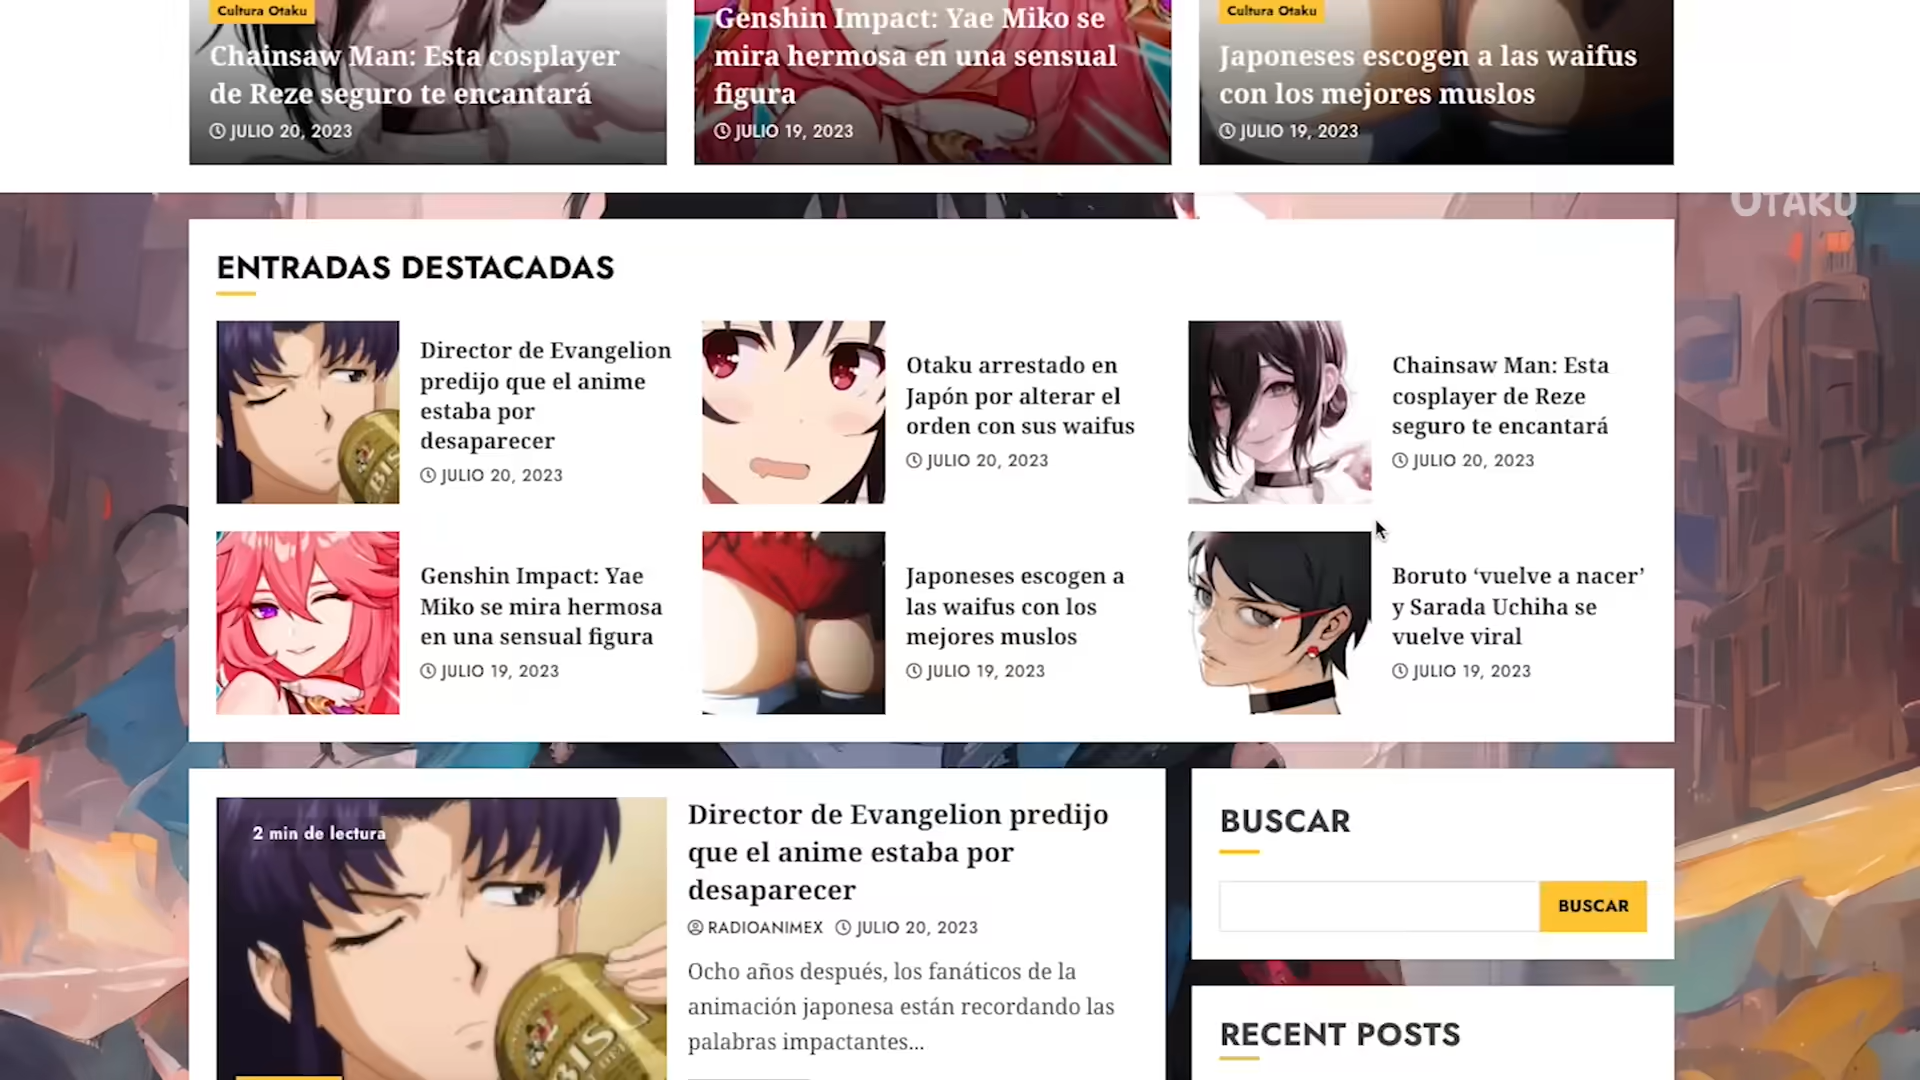 Cultura Otaku
Chainsaw Man: Esta cosplayer
de Reze seguro te encantará
JULIO 20, 2023
Genshin Impact: Yae Miko se
mira hermosa en una sensual
figura
JULIO 19, 2023
Cultura Otaku
Japoneses escogen a las waifus
con los mejores muslos
JULIO 19, 2023
OTAKU
ENTRADAS DESTACADAS
Director de Evangelion
predijo que el anime
estaba por
desaparecer
JULIO 20, 2023
Otaku arrestado en
Japón por alterar el
orden con sus waifus
JULIO 20, 2023
Chainsaw Man: Esta
cosplayer de Reze
seguro te encantará
JULIO 20, 2023
Genshin Impact: Yae
Miko se mira hermosa
en una sensual figura
JULIO 19, 2023
Japoneses escogen a
las waifus con los
mejores muslos
JULIO 19, 2023
Boruto ‘vuelve a nacer’
y Sarada Uchiha se
vuelve viral
JULIO 19, 2023
2 min de lectura
Director de Evangelion predijo
que el anime estaba por
desaparecer
RADIOANIMEX JULIO 20, 2023
Ocho años después, los fanáticos de la
animación japonesa están recordando las
palabras impactantes...
BUSCAR
BUSCAR
RECENT POSTS